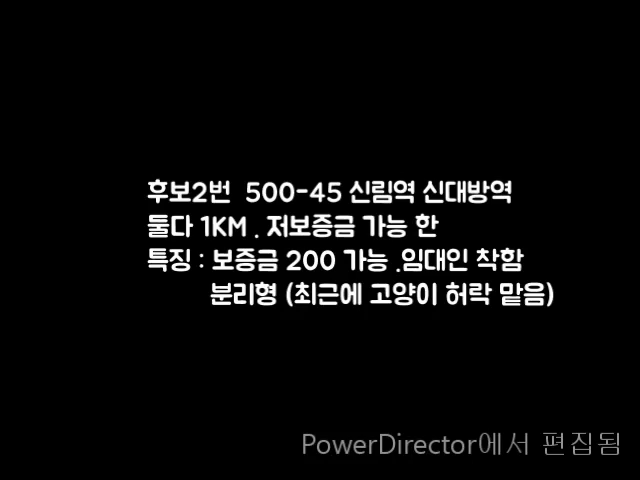 후보2번 500-45 신림역 신대방역
둘다 1KM . 저보증금 가능 한
특징 : 보증금 200 가능 .임대인 착함
분리형 (최근에 고양이 허락 맡음)
PowerDirector에서 편집됨